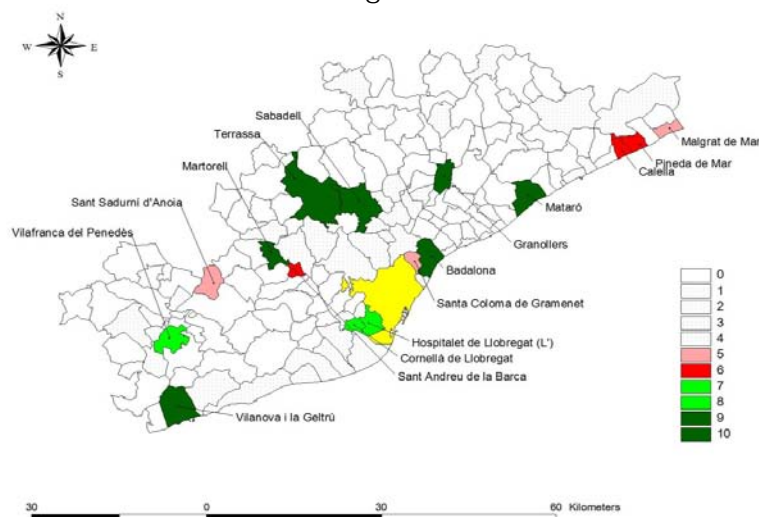 N
W E
S
Sabadell
Terrassa
Martorell
Sant Sadurní d'Anoia
Vilafranca del Penedès
Malgrat de Mar
Pineda de Mar
Calella
Mataró
Granollers
Badalona
Santa Coloma de Gramenet
Hospitalet de Llobregat (L')
Cornellà de Llobregat
Sant Andreu de la Barca
Vilanova i la Geltrú
0
1
2
3
4
5
6
7
8
9
10
30 0 30 60 Kilometers